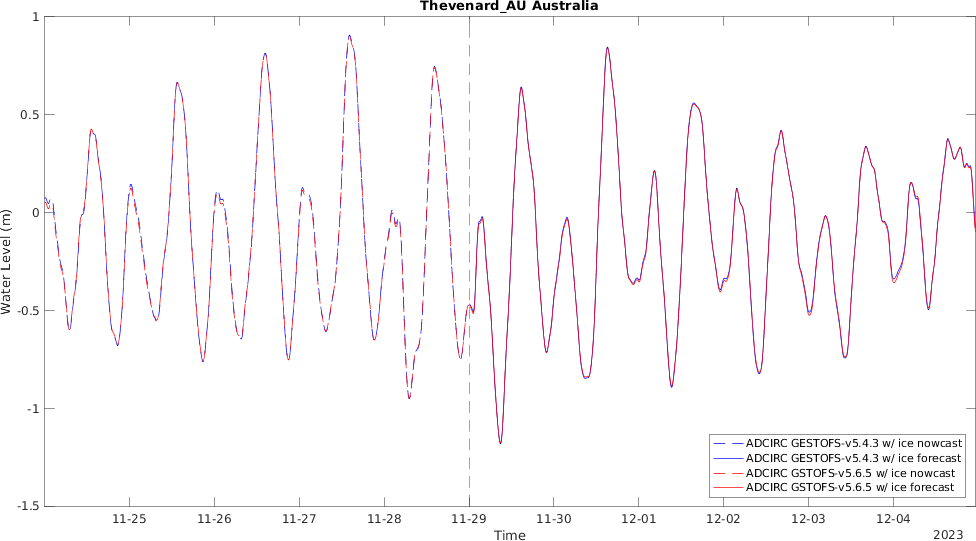 Thevenard_AU Australia
1
0.5
0
-0.5
-1
-1.5
Water Level (m)
11-25 11-26 11-27 11-28 11-29 11-30 12-01 12-02 12-03 12-04
Time
2023
ADCIRC GESTOFS-v5.4.3 w/ ice nowcast
ADCIRC GESTOFS-v5.4.3 w/ ice forecast
ADCIRC GSTOFS-v5.6.5 w/ ice nowcast
ADCIRC GSTOFS-v5.6.5 w/ ice forecast